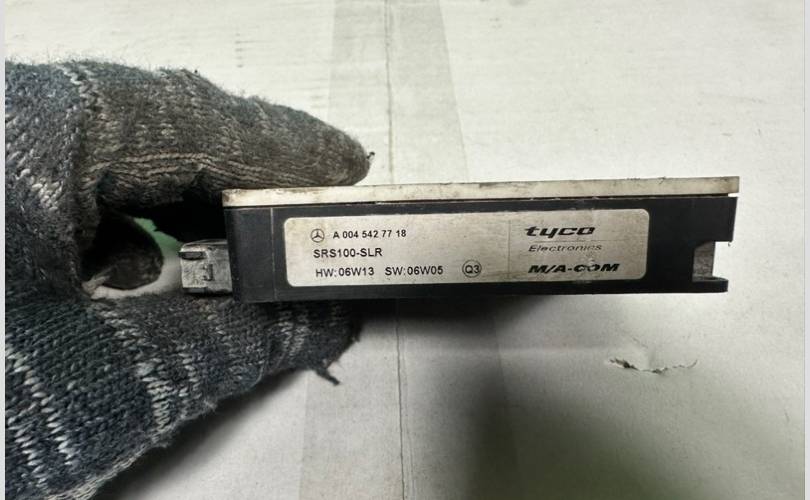 A 004 542 77 18
SRS100-SLR
HW:06W13 SW:06W05 Q3
tyco
Electronics
M/A-COM